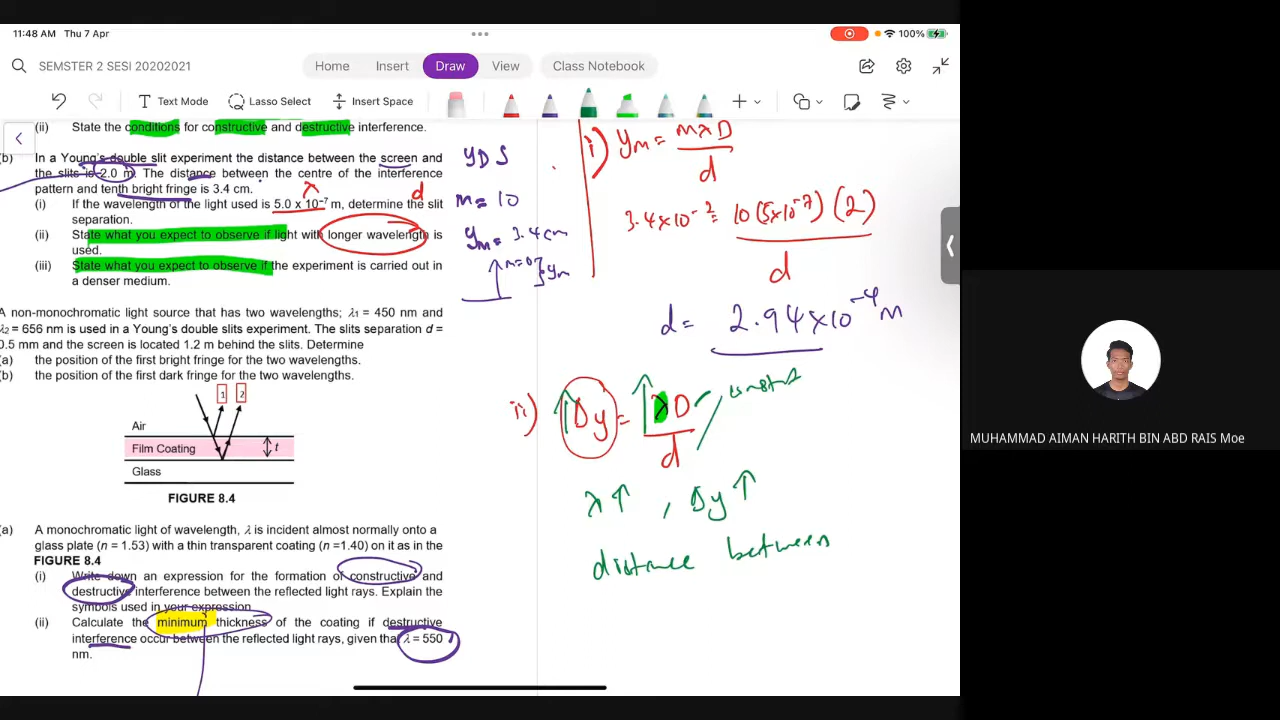 11:48 AM Thu 7 Apr
100%
SEMSTER 2 SESI 20202021
Home Insert Draw View Class Notebook
Text Mode Lasso Select Insert Space
(ii) State the conditions for constructive and destructive interference.
(b) In a Young's double slit experiment the distance between the screen and
the slits is 2.0 m. The distance between the centre of the interference
pattern and tenth bright fringe is 3.4 cm.
(i) If the wavelength of the light used is 5.0 x 10⁻⁷ m, determine the slit
separation.
(ii) State what you expect to observe if light with longer wavelength is
used.
(iii) State what you expect to observe if the experiment is carried out in
a denser medium.
λ
d
YDS
m = 10
yₘ = 3.4 cm
m=0 } yₘ
A non-monochromatic light source that has two wavelengths; λ₁ = 450 nm and
λ₂ = 656 nm is used in a Young's double slits experiment. The slits separation d =
0.5 mm and the screen is located 1.2 m behind the slits. Determine
(a) the position of the first bright fringe for the two wavelengths.
(b) the position of the first dark fringe for the two wavelengths.
1 2
Air
Film Coating t
Glass
FIGURE 8.4
(a) A monochromatic light of wavelength, λ is incident almost normally onto a
glass plate (n = 1.53) with a thin transparent coating (n =1.40) on it as in the
FIGURE 8.4
(i) Write down an expression for the formation of constructive and
destructive interference between the reflected light rays. Explain the
symbols used in your expression.
(ii) Calculate the minimum thickness of the coating if destructive
interference occur between the reflected light rays, given that λ = 550
nm.
i) yₘ = mλD / d
3.4×10⁻² = 10(5×10⁻⁷)(2) / d
d = 2.94×10⁻⁴ m
ii) ↑Δy = ↑λD / d constant
λ↑ , Δy↑
distance between
MUHAMMAD AIMAN HARITH BIN ABD RAIS Moe